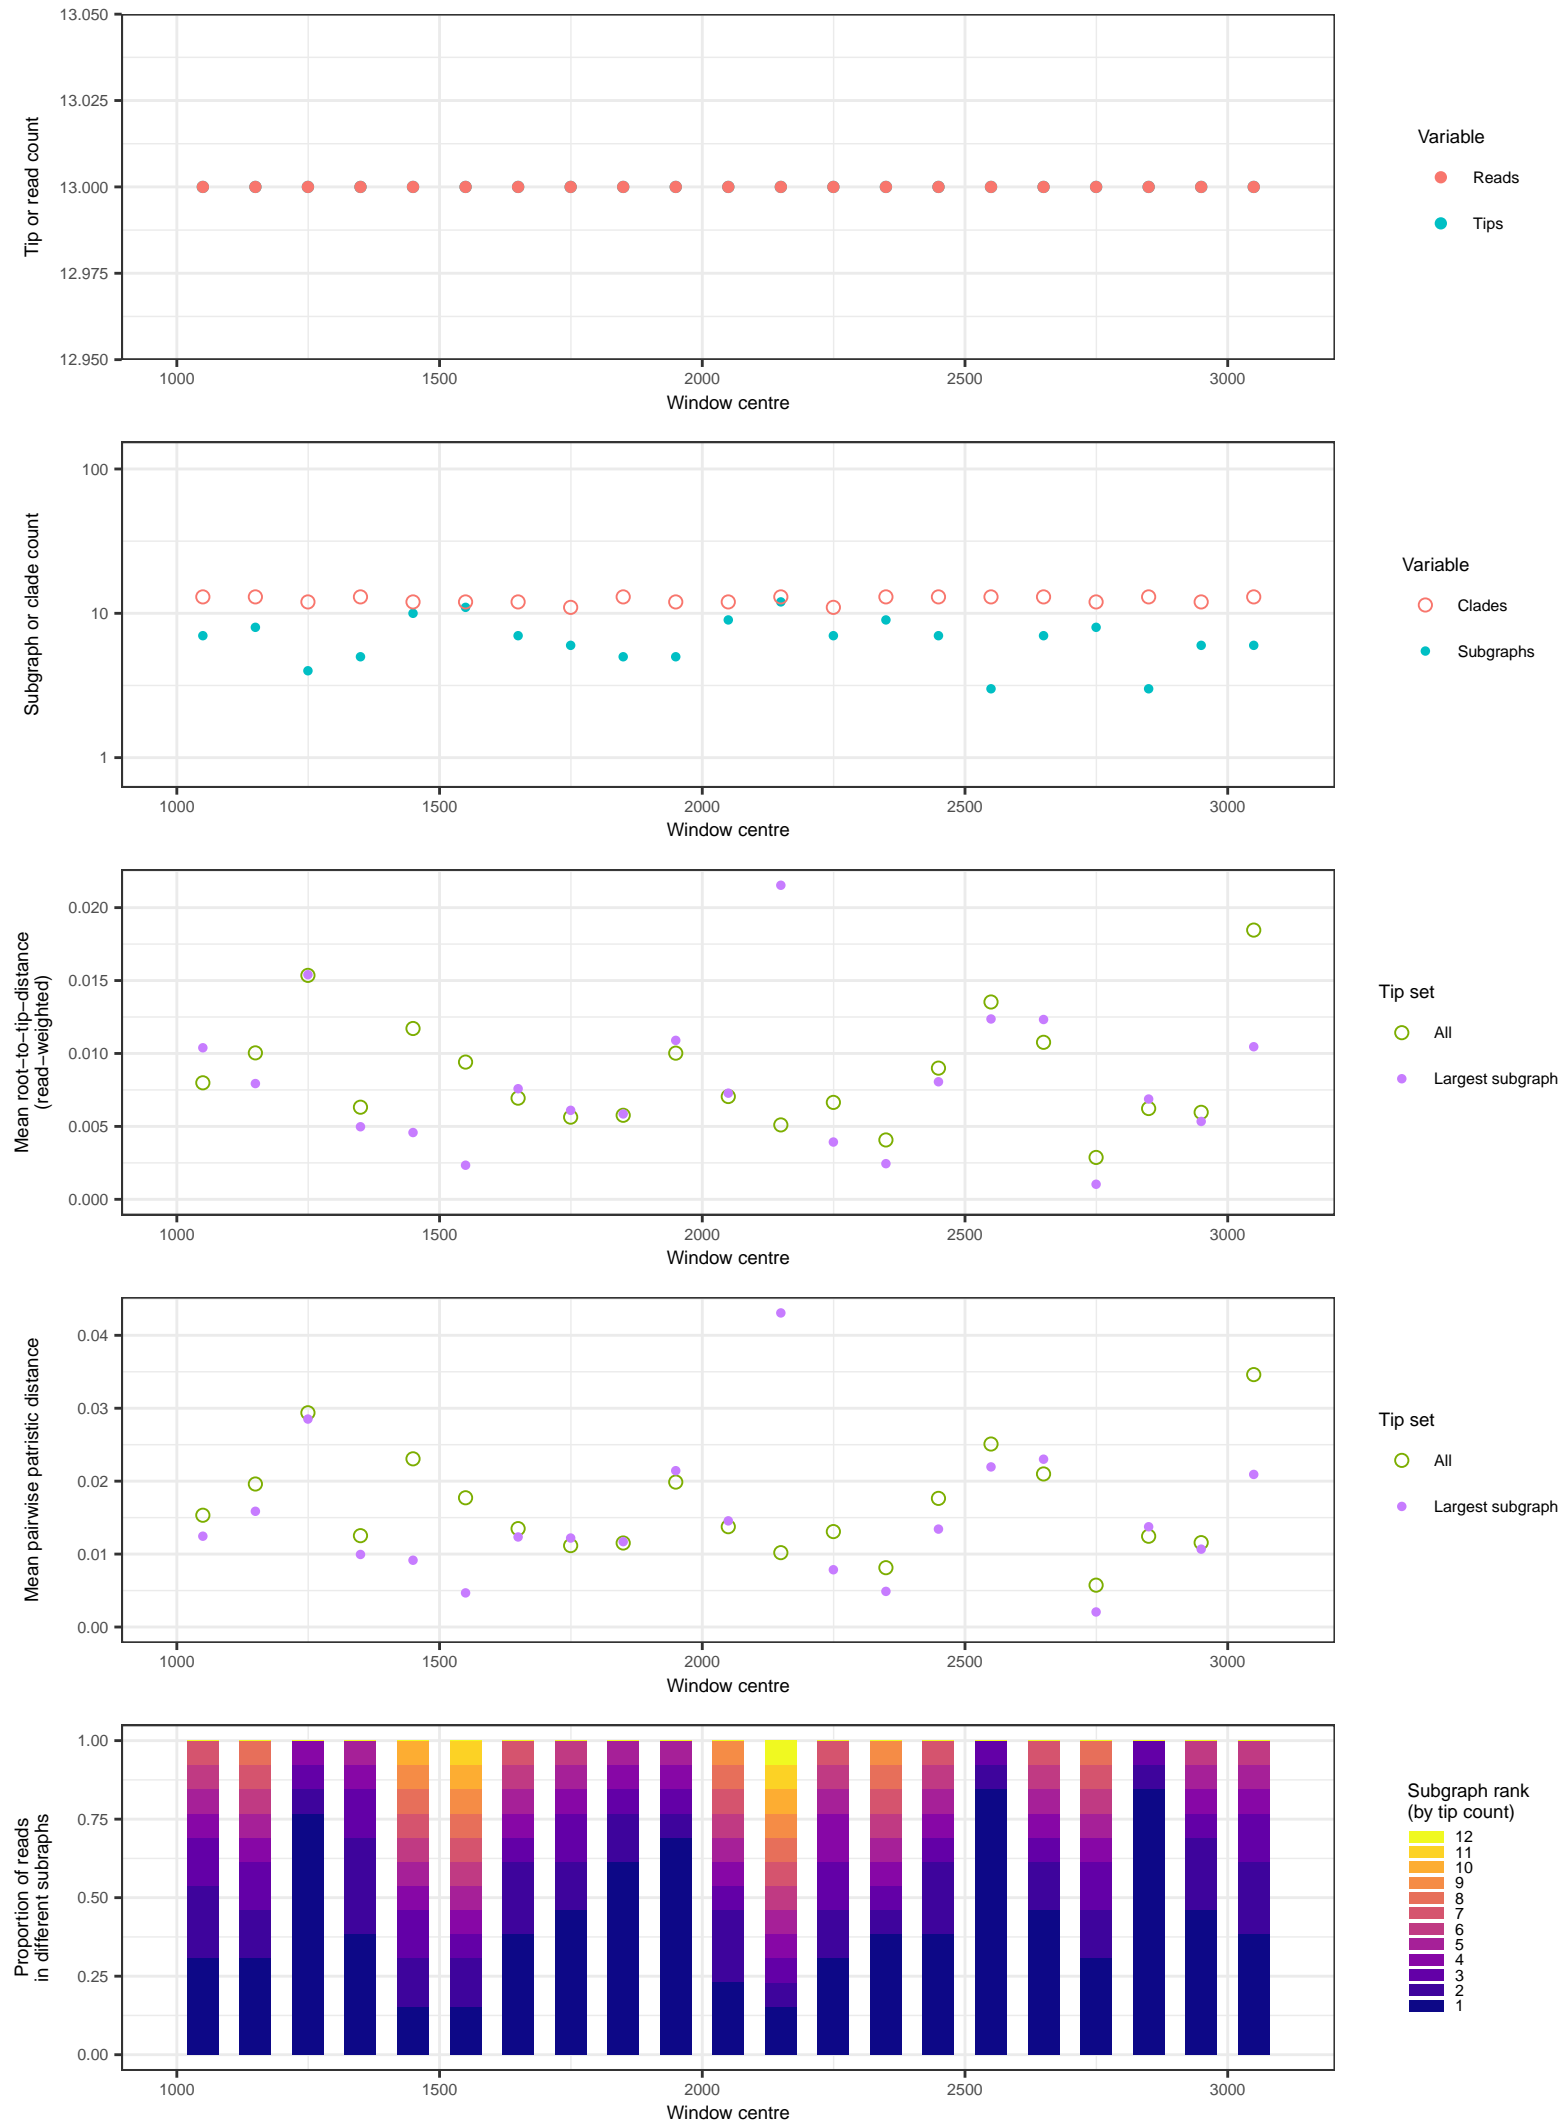 13.050
13.025
13.000
12.975
12.950
Tip or read count
1000 1500 2000 2500 3000
Window centre
Variable
Reads
Tips
100
10
1
Subgraph or clade count
1000 1500 2000 2500 3000
Window centre
Variable
Clades
Subgraphs
0.020
0.015
0.010
0.005
0.000
Mean root−to−tip−distance
(read−weighted)
1000 1500 2000 2500 3000
Window centre
Tip set
All
Largest subgraph
0.04
0.03
0.02
0.01
0.00
Mean pairwise patristic distance
1000 1500 2000 2500 3000
Window centre
Tip set
All
Largest subgraph
1.00
0.75
0.50
0.25
0.00
Proportion of reads
in different subraphs
1000 1500 2000 2500 3000
Window centre
Subgraph rank
(by tip count)
12
11
10
9
8
7
6
5
4
3
2
1